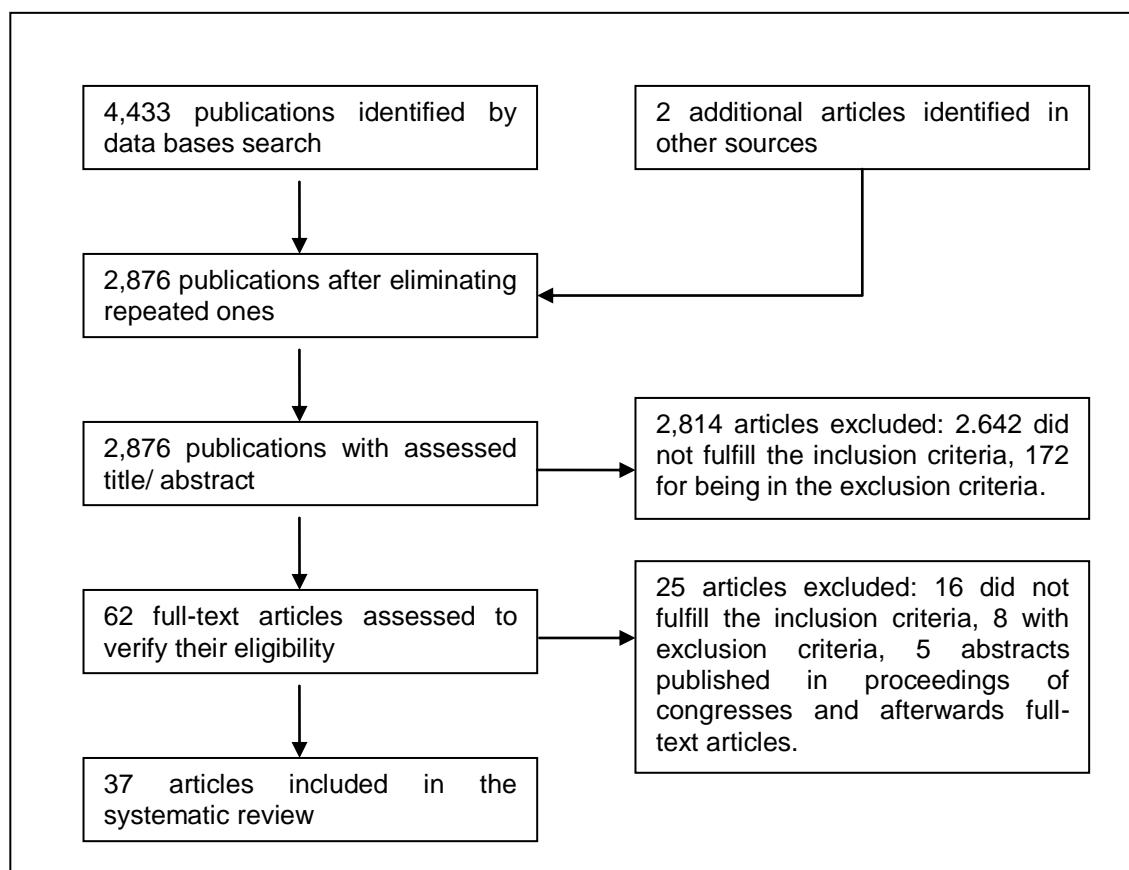 4,433 publications identified by
data bases search
2 additional articles identified in
other sources
2,876 publications after eliminating
repeated ones
2,876 publications with assessed
title/ abstract
2,814 articles excluded: 2.642 did
not fulfill the inclusion criteria, 172
for being in the exclusion criteria.
62 full-text articles assessed to
verify their eligibility
25 articles excluded: 16 did not
fulfill the inclusion criteria, 8 with
exclusion criteria, 5 abstracts
published in proceedings of
congresses and afterwards full-
text articles.
37 articles included in the
systematic review